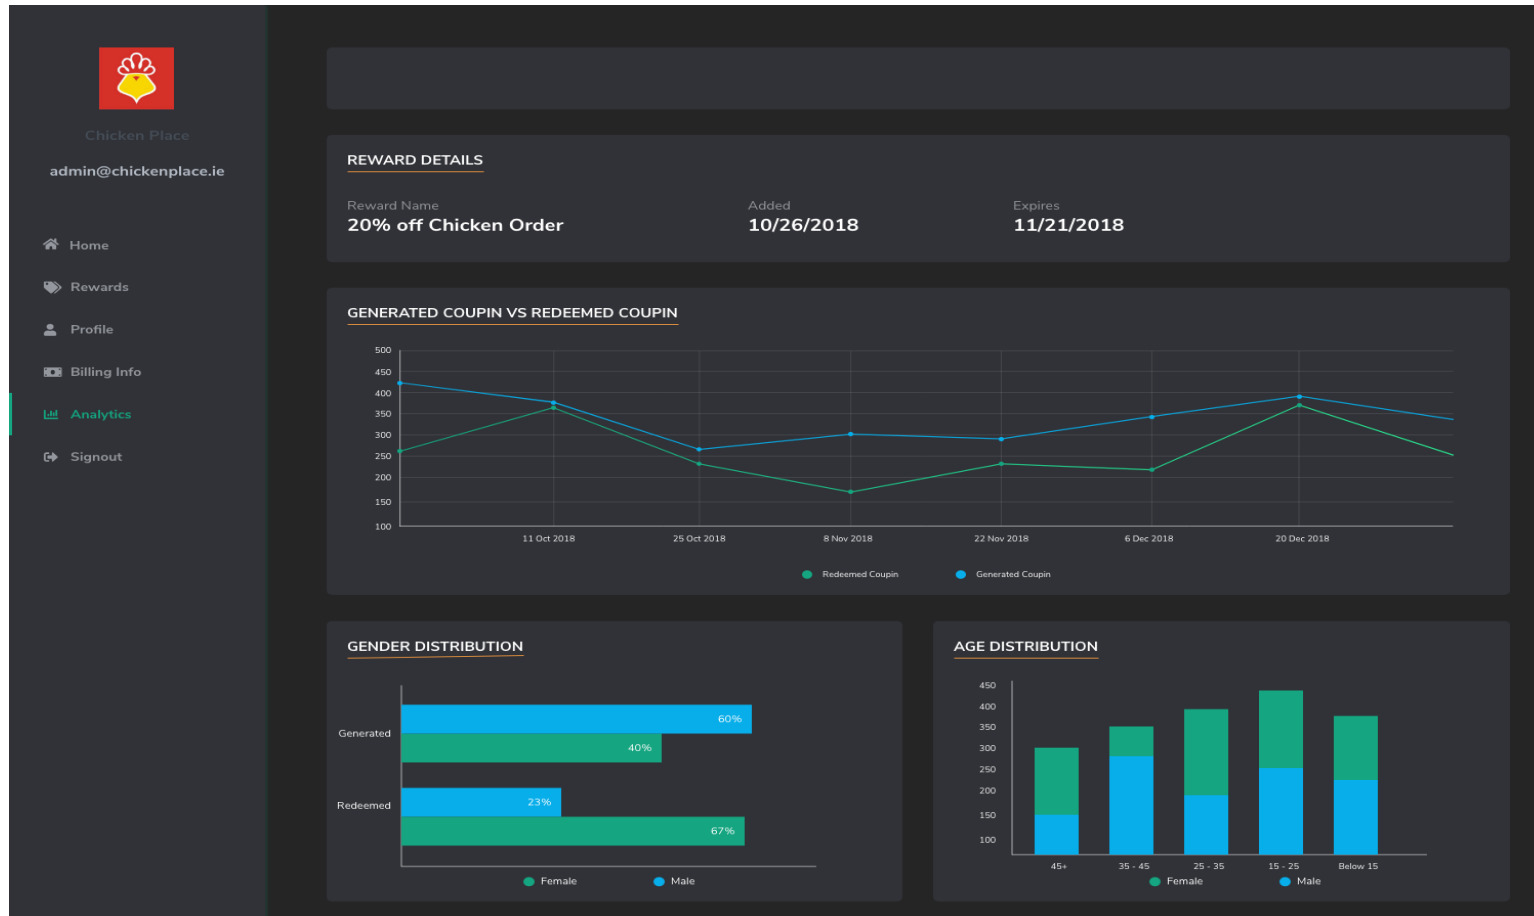 Chicken Place
admin@chickenplace.ie
Home
Rewards
Profile
Billing Info
Analytics
Signout
REWARD DETAILS
Reward Name
20% off Chicken Order
Added
10/26/2018
Expires
11/21/2018
GENERATED COUPIN VS REDEEMED COUPIN
500
450
400
350
300
250
200
150
100
11 Oct 2018
25 Oct 2018
8 Nov 2018
22 Nov 2018
6 Dec 2018
20 Dec 2018
Redeemed Coupin
Generated Coupin
GENDER DISTRIBUTION
Generated
60%
40%
Redeemed
23%
67%
Female
Male
AGE DISTRIBUTION
450
400
350
300
250
200
150
100
45+
35 - 45
25 - 35
15 - 25
Below 15
Female
Male